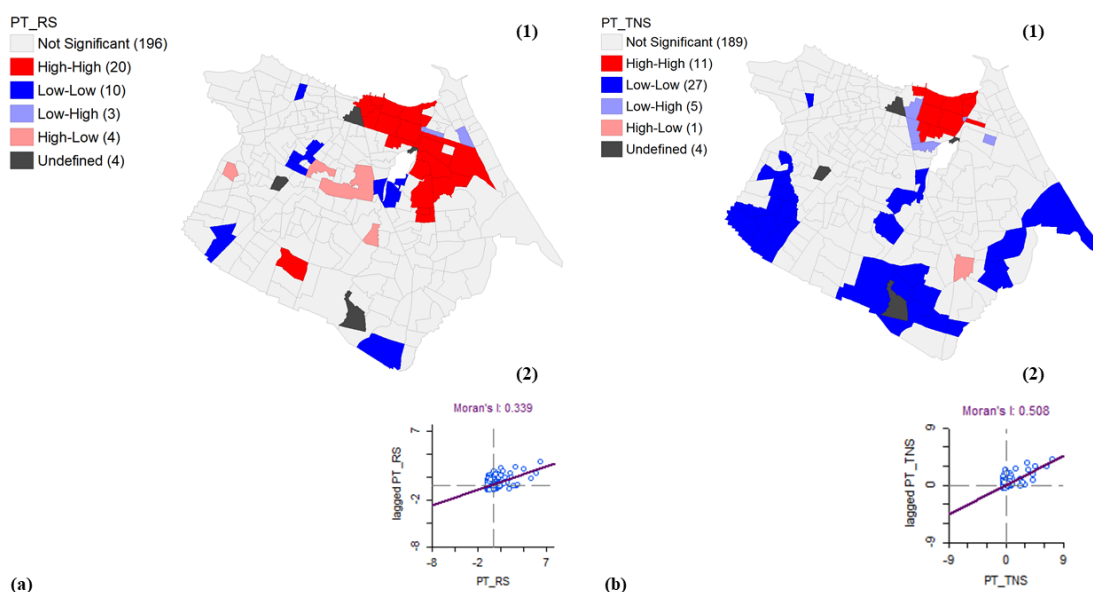 PT_RS
Not Significant (196)
High-High (20)
Low-Low (10)
Low-High (3)
High-Low (4)
Undefined (4)
(1)
(2)
Moran's I: 0.339
lagged PT_RS
7
-2
-8
-8
-2
7
PT_RS
(a)
PT_TNS
Not Significant (189)
High-High (11)
Low-Low (27)
Low-High (5)
High-Low (1)
Undefined (4)
(1)
(2)
Moran's I: 0.508
lagged PT_TNS
9
0
-9
-9
0
9
PT_TNS
(b)